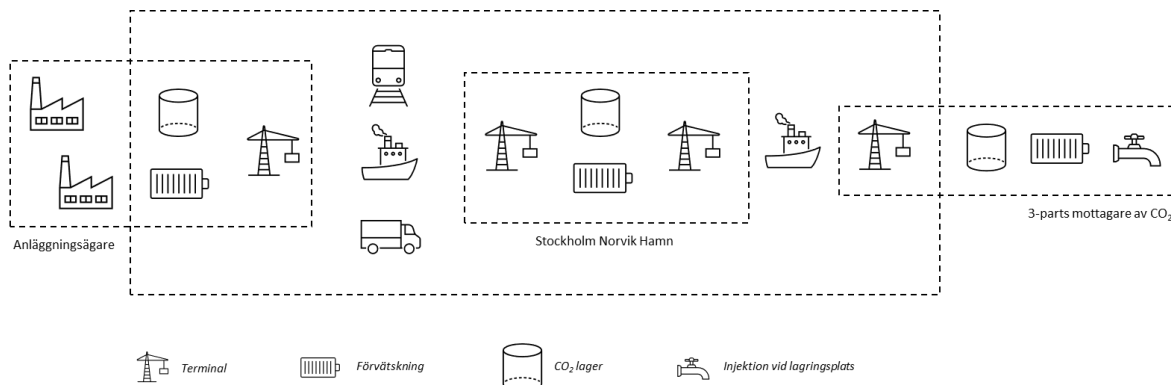 Anläggningsägare
Stockholm Norvik Hamn
3-parts mottagare av CO₂
Terminal
Förvätskning
CO₂ lager
Injektion vid lagringsplats